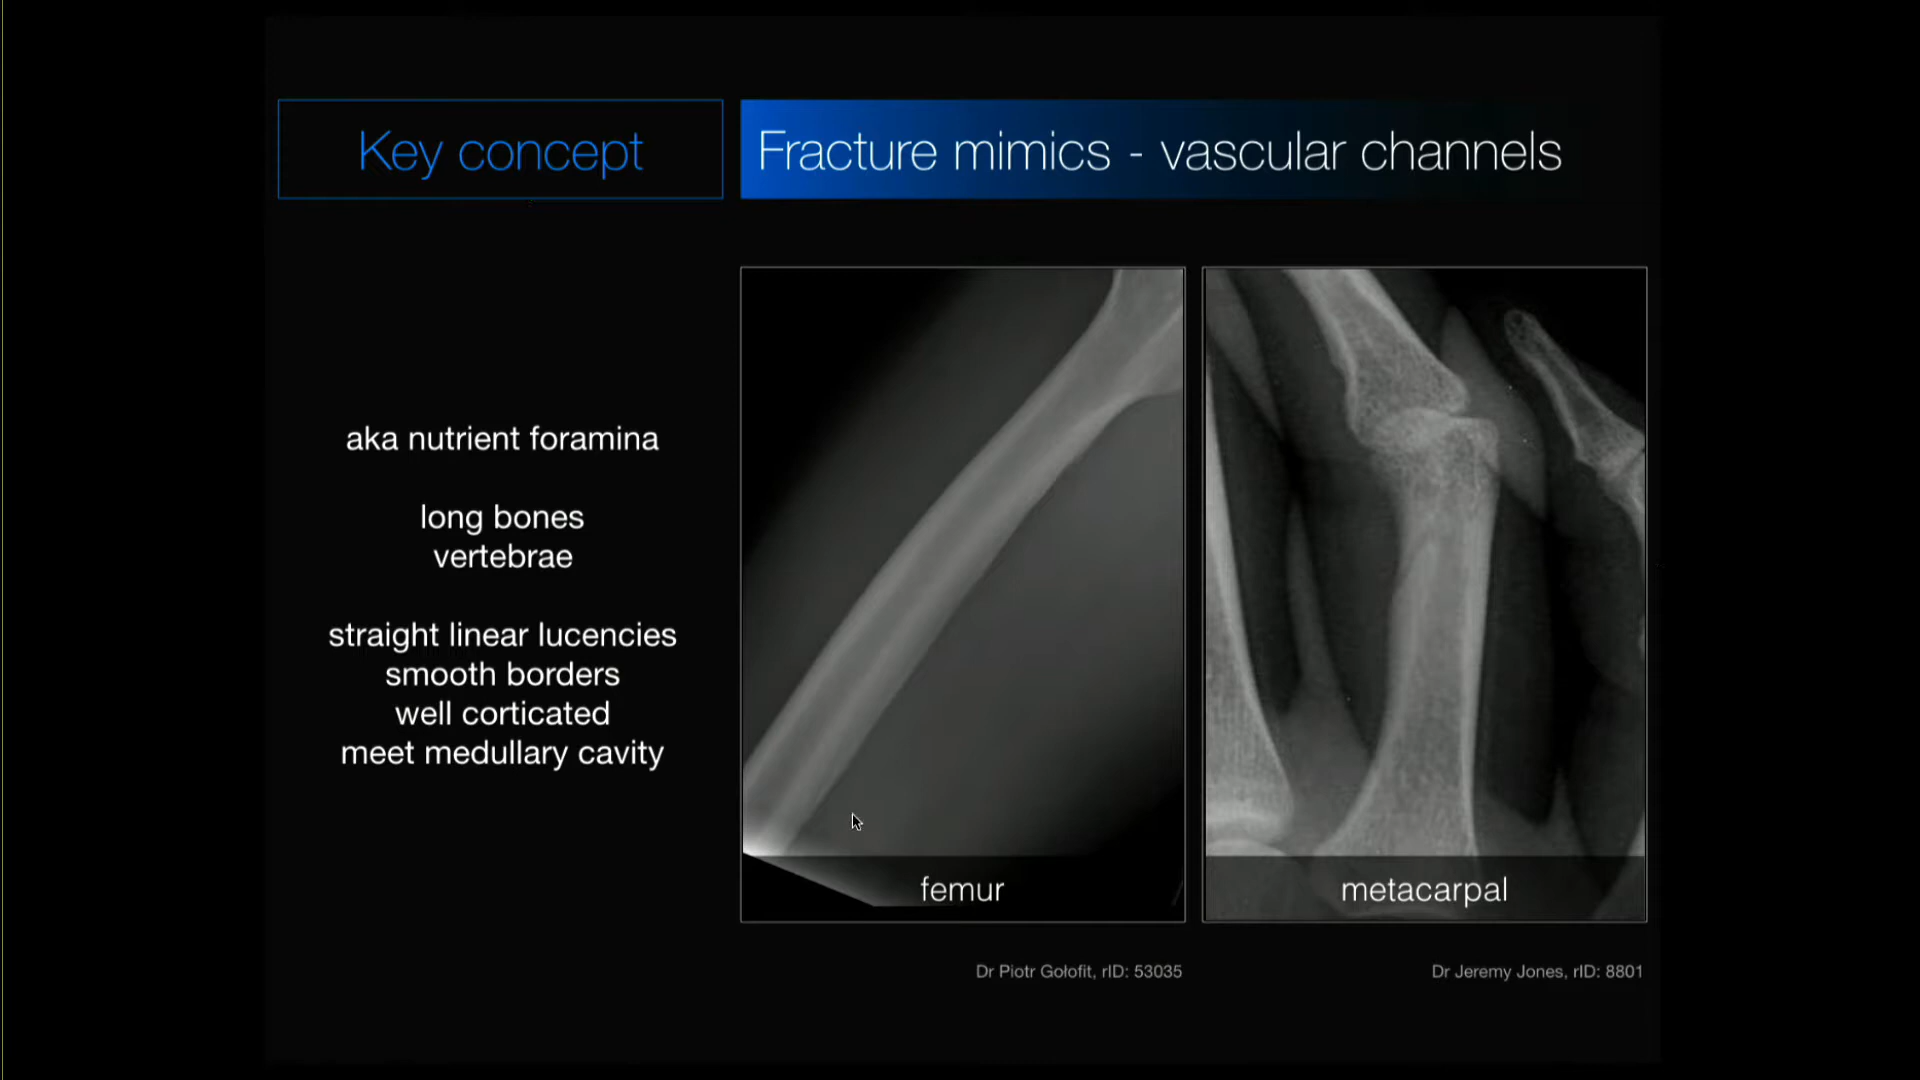 Key concept
Fracture mimics - vascular channels
aka nutrient foramina
long bones
vertebrae
straight linear lucencies
smooth borders
well corticated
meet medullary cavity
femur
metacarpal
Dr Piotr Gołofit, rID: 53035
Dr Jeremy Jones, rID: 8801